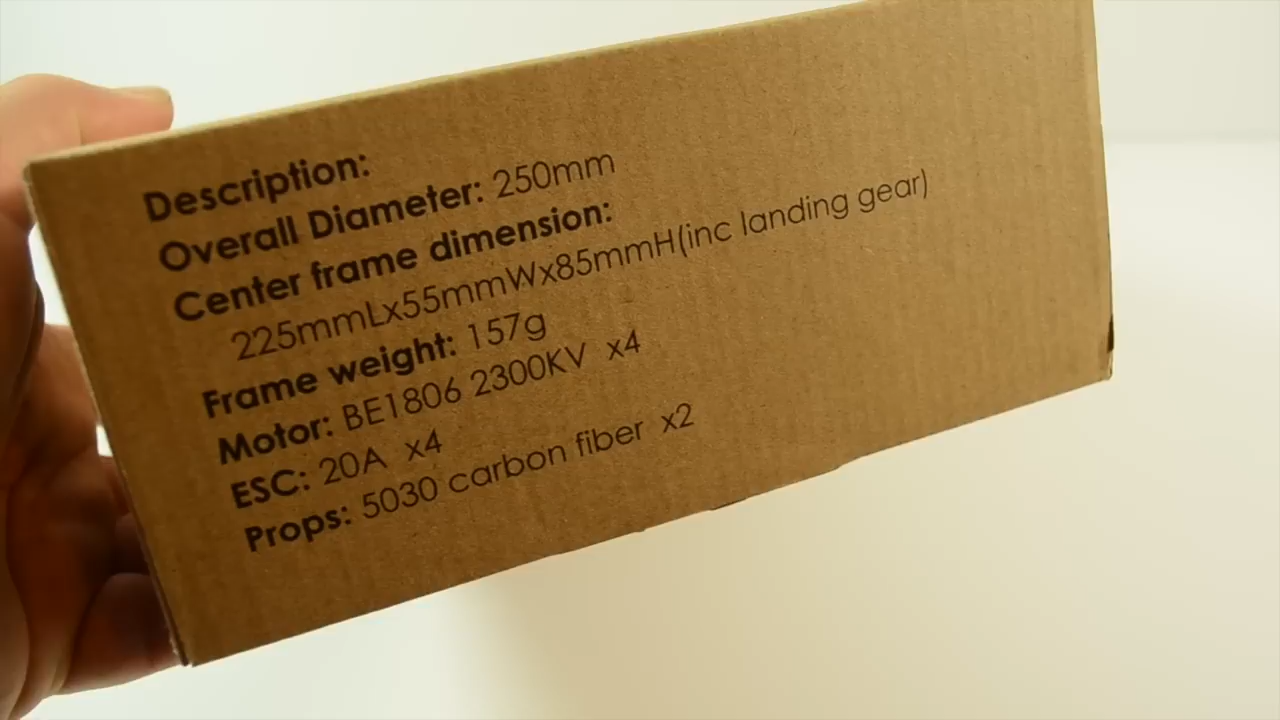 Description:
Overall Diameter: 250mm
Center frame dimension:
225mmLx55mmWx85mmH(inc landing gear)
Frame weight: 157g
Motor: BE1806 2300KV x4
ESC: 20A x4
Props: 5030 carbon fiber x2